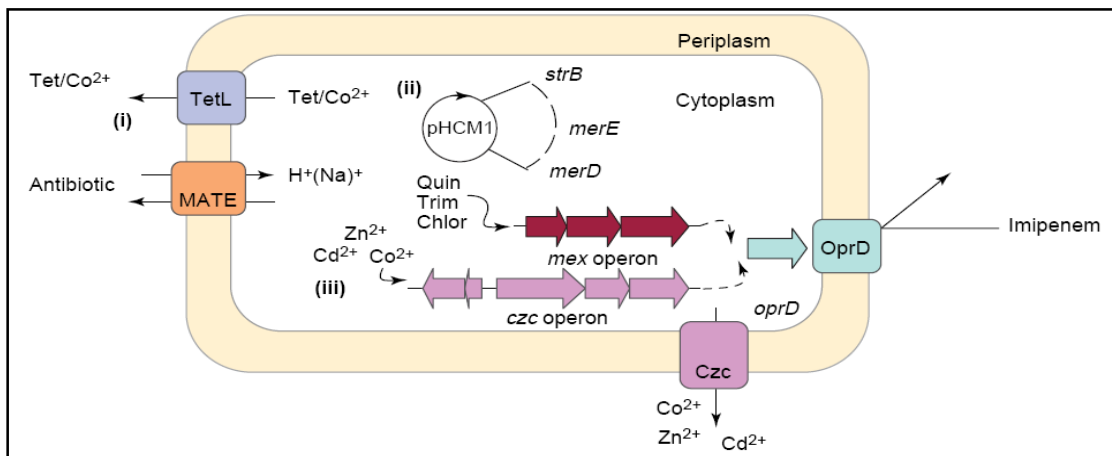 Periplasm
Tet/Co²⁺
TetL
Tet/Co²⁺
(i)
(ii)
strB
Cytoplasm
pHCM1
merE
merD
Antibiotic
MATE
H⁺(Na)⁺
Quin
Trim
Chlor
OprD
Imipenem
mex operon
Zn²⁺
Cd²⁺ Co²⁺
(iii)
czc operon
oprD
Czc
Co²⁺
Zn²⁺ Cd²⁺